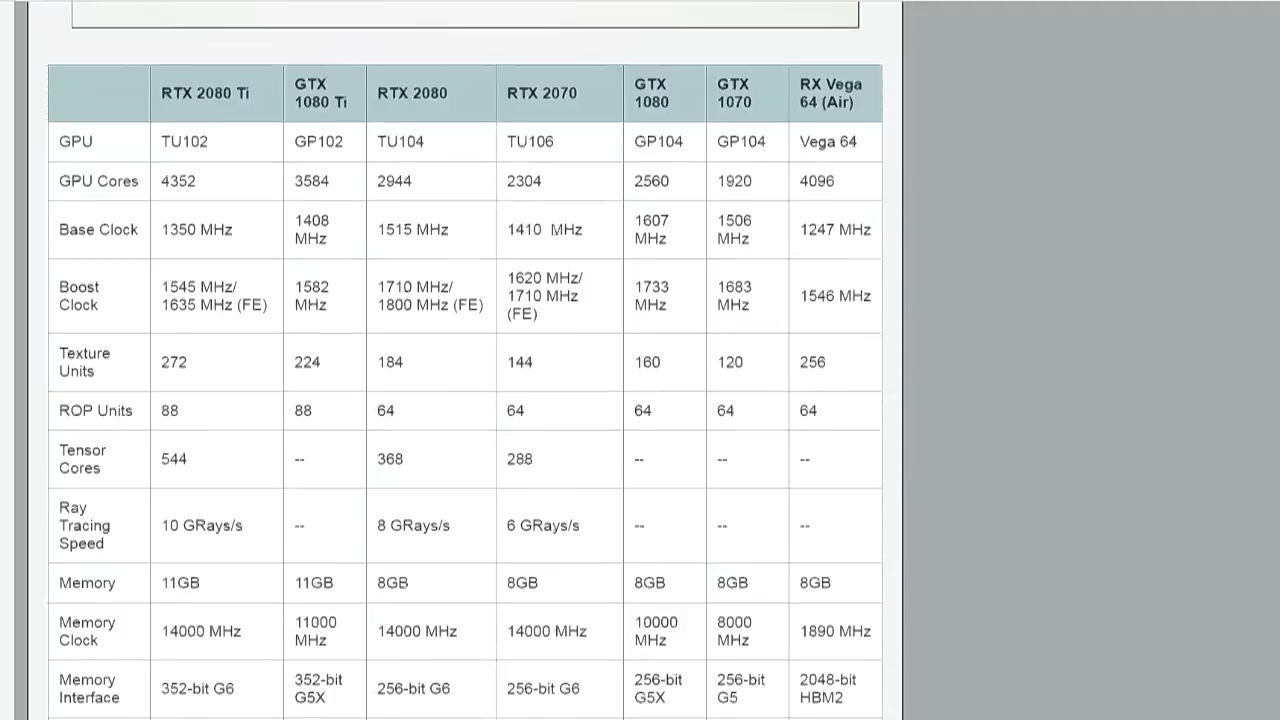 RTX 2080 Ti
GTX
1080 Ti
RTX 2080
RTX 2070
GTX
1080
GTX
1070
RX Vega
64 (Air)
GPU
TU102
GP102
TU104
TU106
GP104
GP104
Vega 64
GPU Cores
4352
3584
2944
2304
2560
1920
4096
Base Clock
1350 MHz
1408
MHz
1515 MHz
1410 MHz
1607
MHz
1506
MHz
1247 MHz
Boost
Clock
1545 MHz/
1635 MHz (FE)
1582
MHz
1710 MHz/
1800 MHz (FE)
1620 MHz/
1710 MHz
(FE)
1733
MHz
1683
MHz
1546 MHz
Texture
Units
272
224
184
144
160
120
256
ROP Units
88
88
64
64
64
64
64
Tensor
Cores
544
--
368
288
--
--
--
Ray
Tracing
Speed
10 GRays/s
--
8 GRays/s
6 GRays/s
--
--
--
Memory
11GB
11GB
8GB
8GB
8GB
8GB
8GB
Memory
Clock
14000 MHz
11000
MHz
14000 MHz
14000 MHz
10000
MHz
8000
MHz
1890 MHz
Memory
Interface
352-bit G6
352-bit
G5X
256-bit G6
256-bit G6
256-bit
G5X
256-bit
G5
2048-bit
HBM2